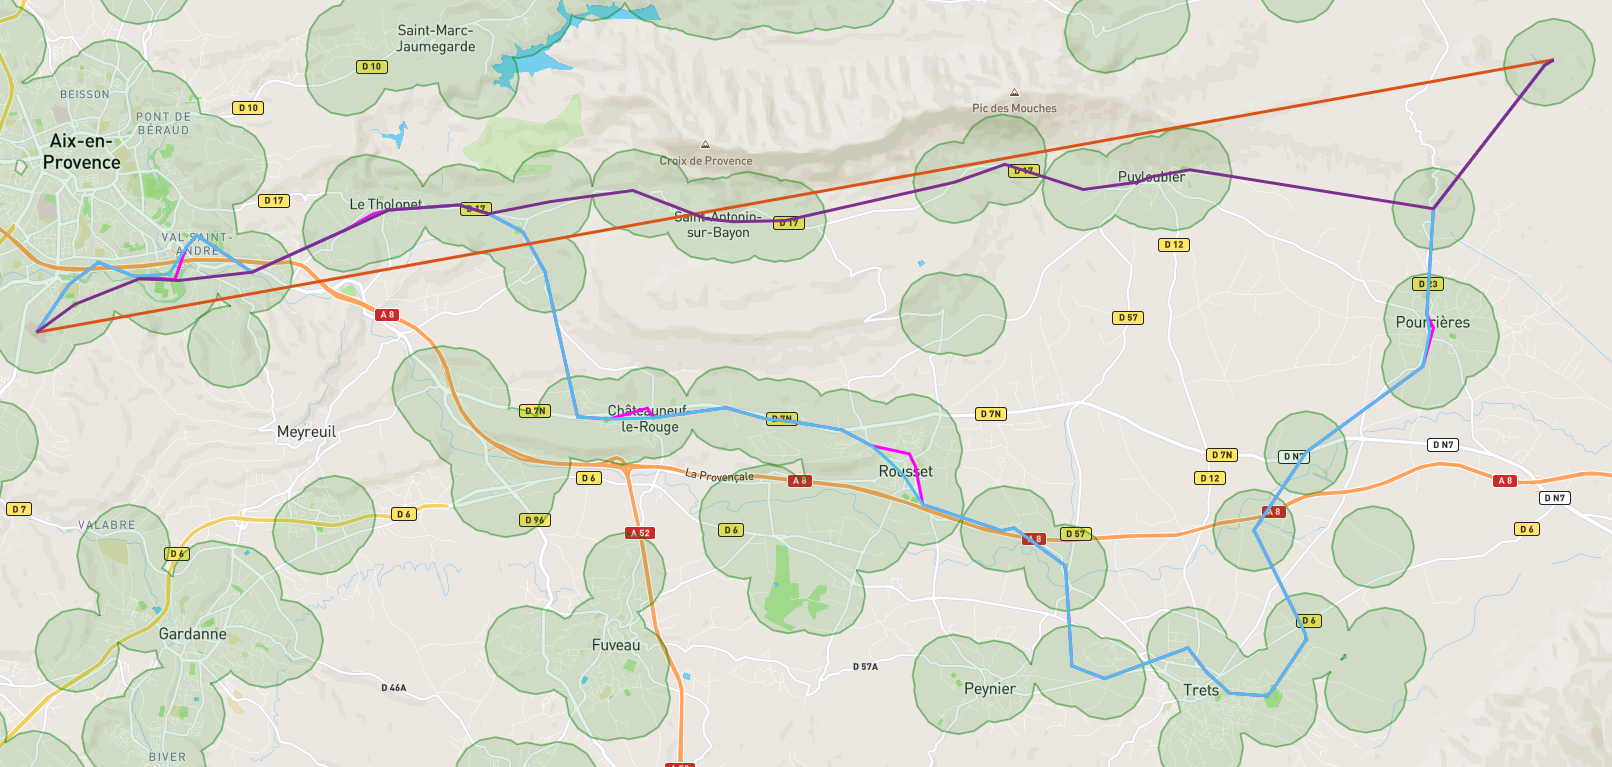 Saint-Marc-
Jaumegarde
D 10
BEISSON
D 10
PONT DE
BÉRAUD
Pic des Mouches
Aix-en-
Provence
Croix de Provence
D 17
Puyloubier
D 17
Le Tholonet
D 17
Saint-Antonin-
sur-Bayon
D 17
VAL SAINT-
ANDRÉ
D 12
D 23
A 8
D 57
Pourrières
D 7N
Châteauneuf-
le-Rouge
D 7N
D 7N
Meyreuil
D N7
D 7N
D N7
Rousset
La Provençale
D 6
A 8
D 12
A 8
D N7
D 7
D 6
A 8
VALABRE
D 96
D 6
A 52
D 57
A 8
D 6
D 6
D 6
Gardanne
Fuveau
D 57A
D 46A
Peynier
Trets
BIVER